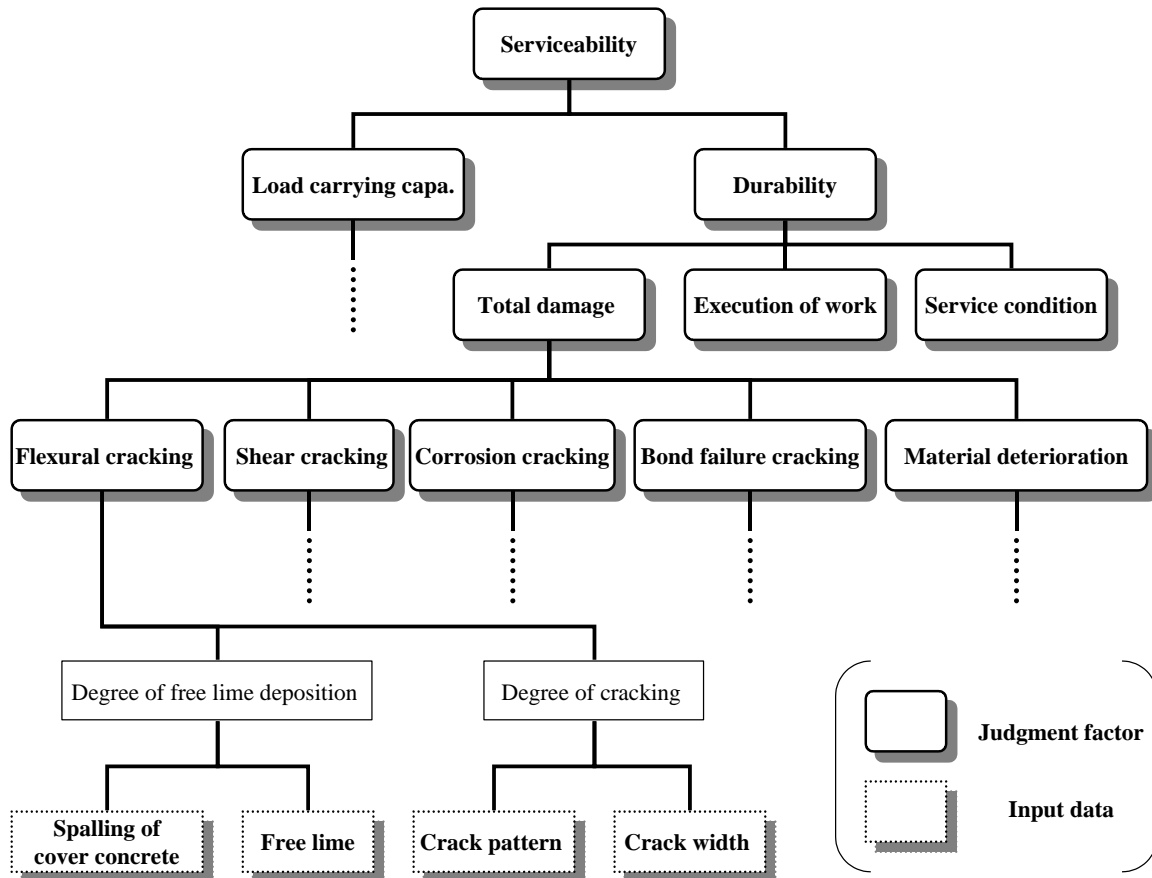 Serviceability
Load carrying capa.
Durability
Total damage
Execution of work
Service condition
Flexural cracking
Shear cracking
Corrosion cracking
Bond failure cracking
Material deterioration
Degree of free lime deposition
Degree of cracking
Judgment factor
Spalling of
cover concrete
Free lime
Crack pattern
Crack width
Input data